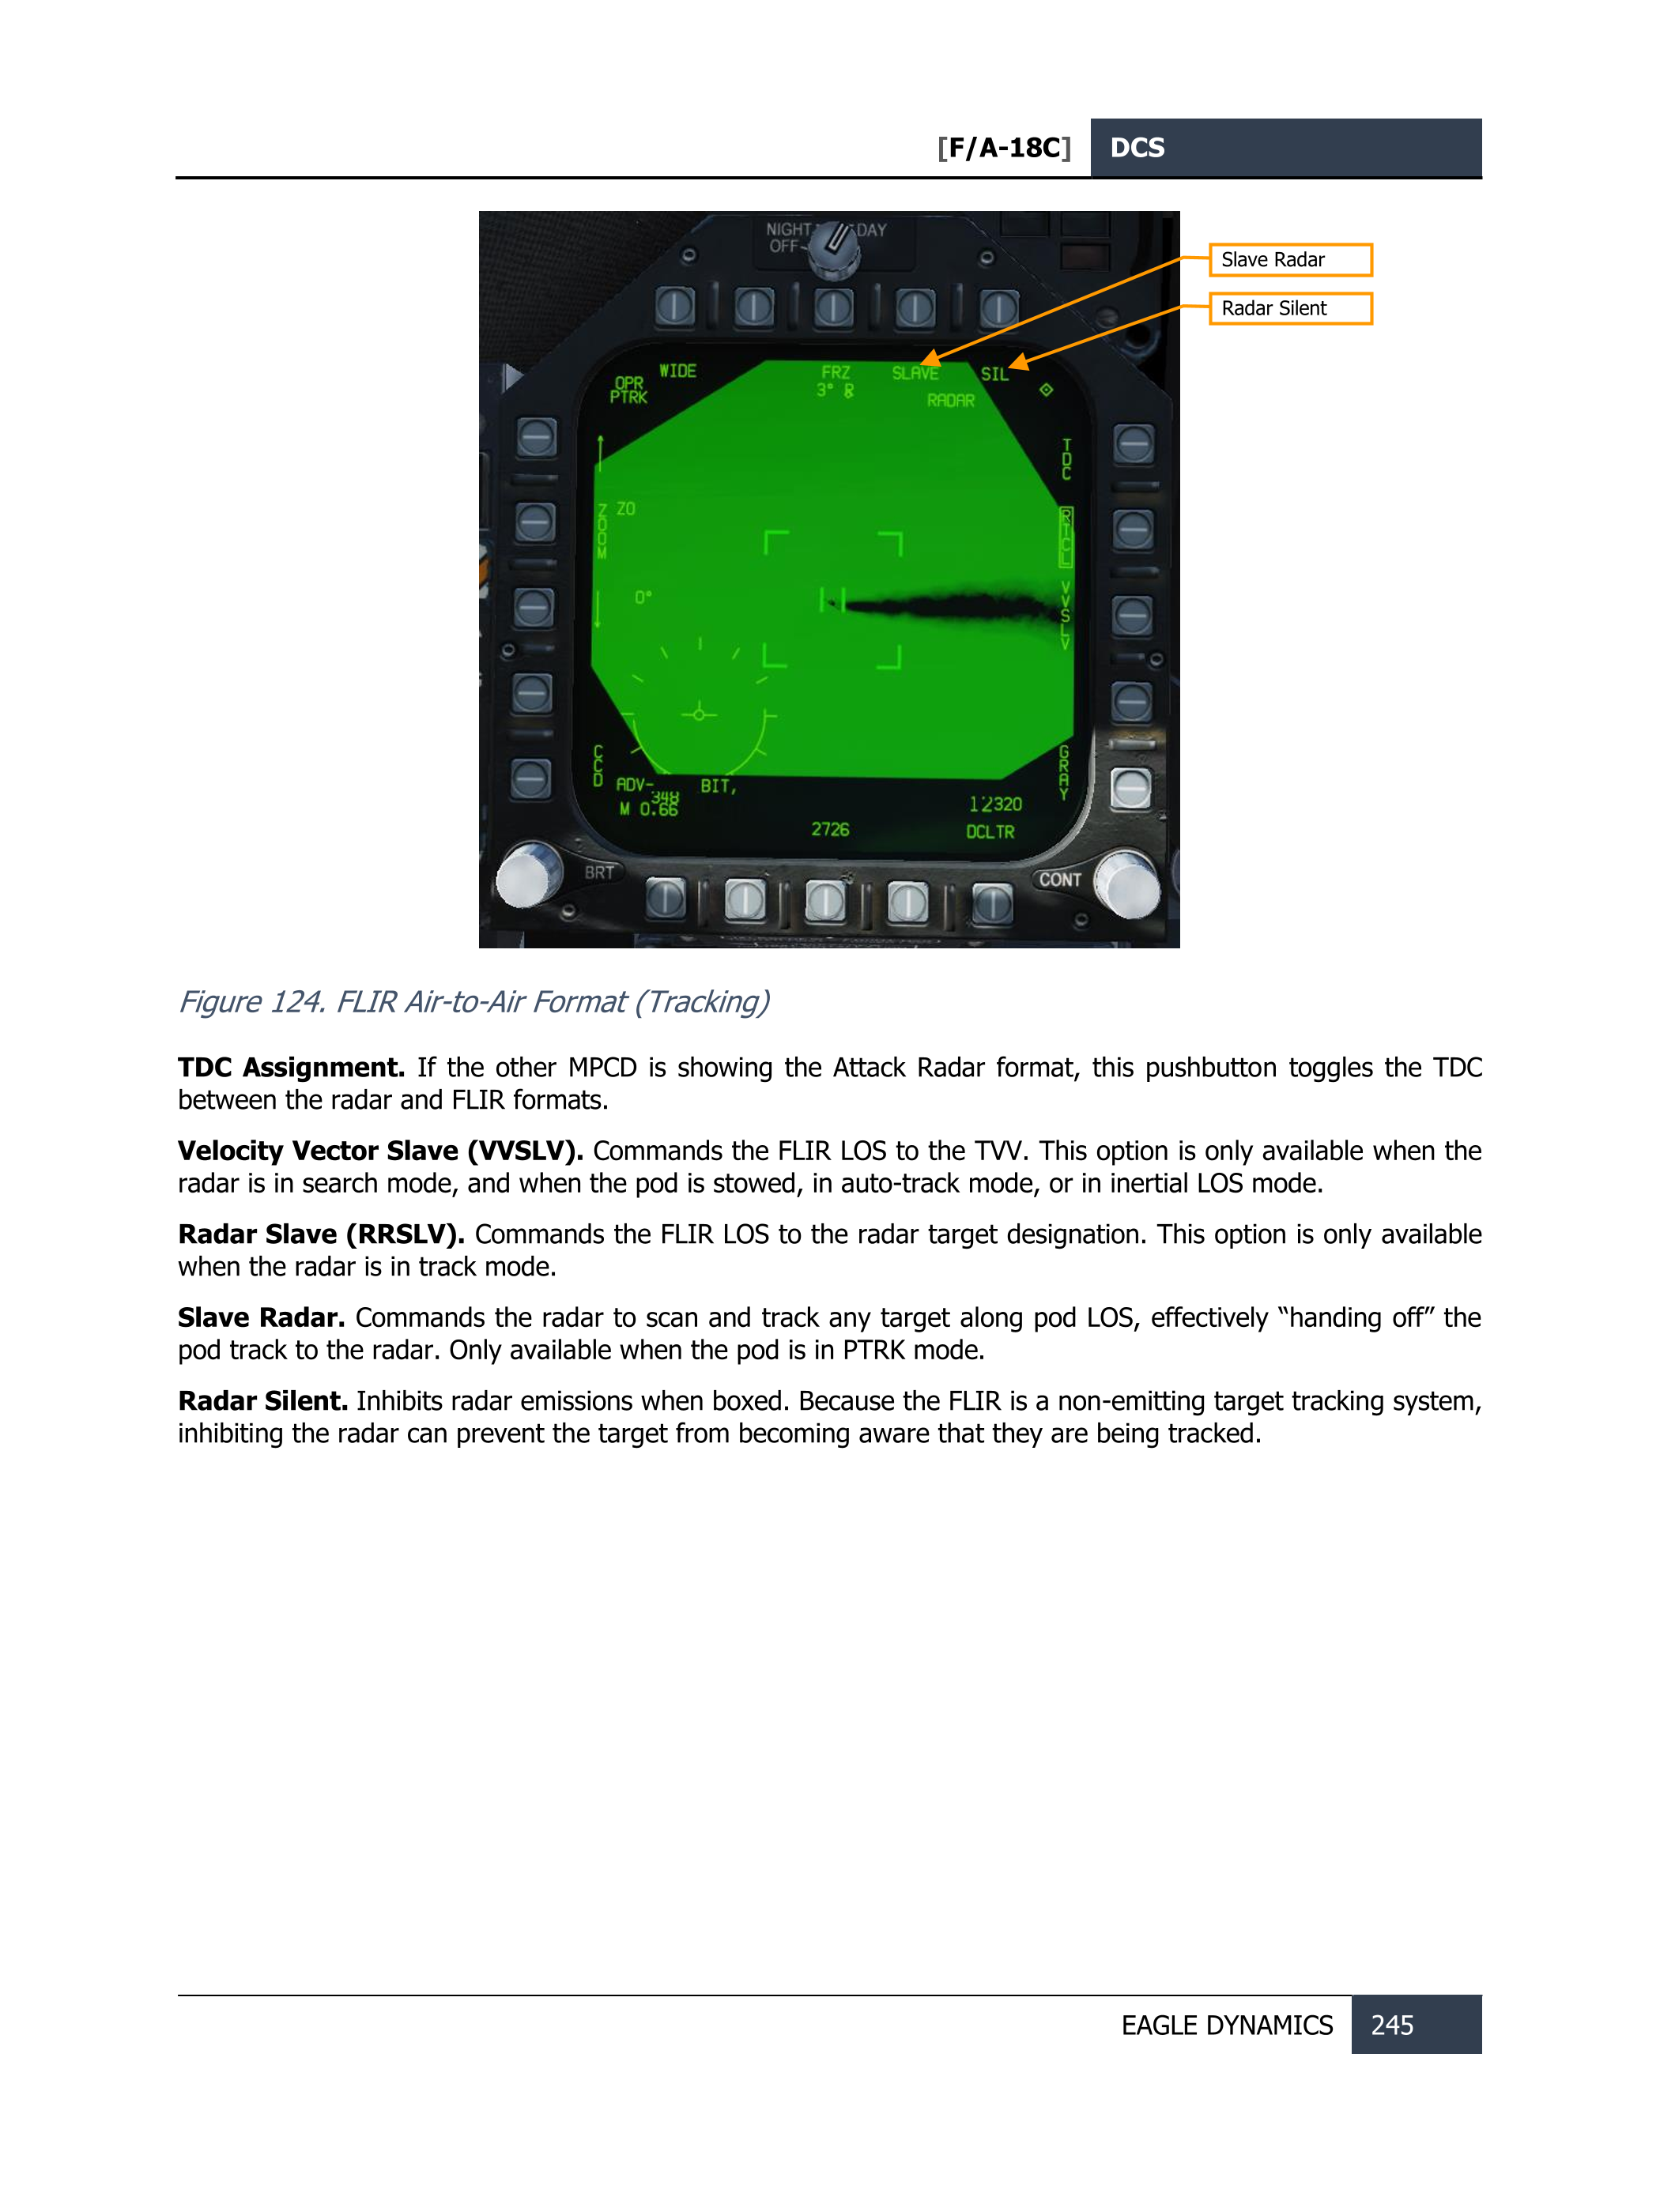 [F/A-18C] DCS
NIGHT DAY
OFF
Slave Radar
Radar Silent
WIDE FRZ SLAVE SIL
OPR 3° R RADAR
PTRK
TDC
ZOOM
Z0
RTCL
0°
VVSLV
CCD
GRAY
ADV- BIT,
348
M 0.66 12320
2726 DCLTR
BRT CONT
Figure 124. FLIR Air-to-Air Format (Tracking)
TDC Assignment. If the other MPCD is showing the Attack Radar format, this pushbutton toggles the TDC
between the radar and FLIR formats.
Velocity Vector Slave (VVSLV). Commands the FLIR LOS to the TVV. This option is only available when the
radar is in search mode, and when the pod is stowed, in auto-track mode, or in inertial LOS mode.
Radar Slave (RRSLV). Commands the FLIR LOS to the radar target designation. This option is only available
when the radar is in track mode.
Slave Radar. Commands the radar to scan and track any target along pod LOS, effectively “handing off” the
pod track to the radar. Only available when the pod is in PTRK mode.
Radar Silent. Inhibits radar emissions when boxed. Because the FLIR is a non-emitting target tracking system,
inhibiting the radar can prevent the target from becoming aware that they are being tracked.
EAGLE DYNAMICS 245